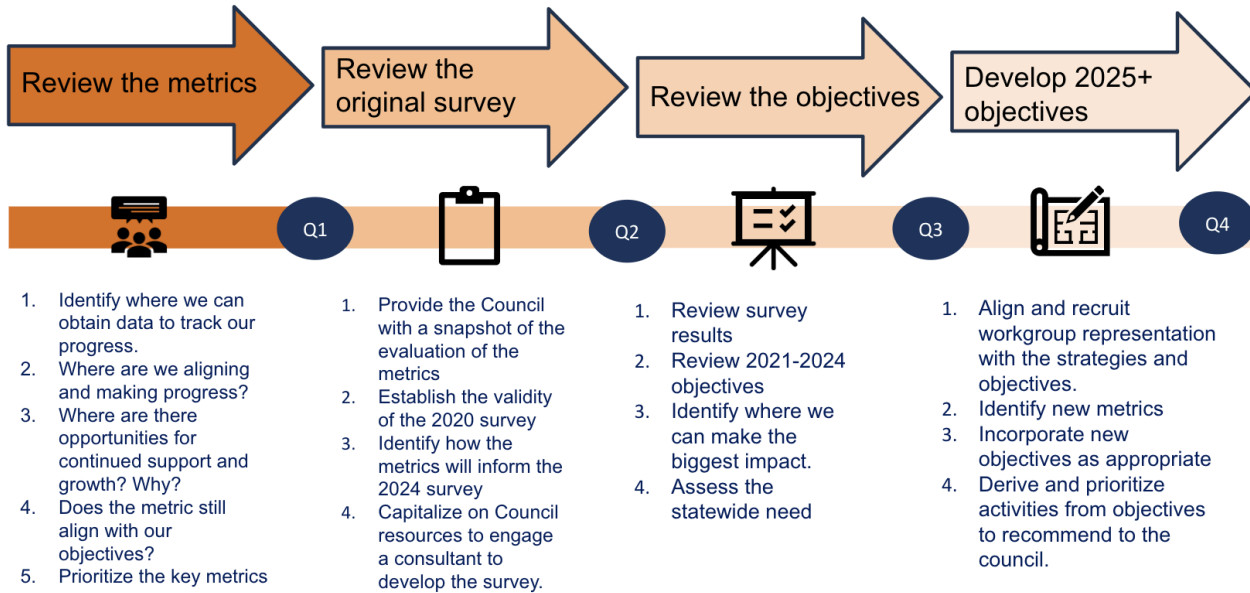 Review the metrics
Review the
original survey
Review the objectives
Develop 2025+
objectives
Q1
Q2
Q3
Q4
1. Identify where we can
obtain data to track our
progress.
2. Where are we aligning
and making progress?
3. Where are there
opportunities for
continued support and
growth? Why?
4. Does the metric still
align with our
objectives?
5. Prioritize the key metrics
1. Provide the Council
with a snapshot of the
evaluation of the
metrics
2. Establish the validity
of the 2020 survey
3. Identify how the
metrics will inform the
2024 survey
4. Capitalize on Council
resources to engage
a consultant to
develop the survey.
1. Review survey
results
2. Review 2021-2024
objectives
3. Identify where we
can make the
biggest impact.
4. Assess the
statewide need
1. Align and recruit
workgroup representation
with the strategies and
objectives.
2. Identify new metrics
3. Incorporate new
objectives as appropriate
4. Derive and prioritize
activities from objectives
to recommend to the
council.